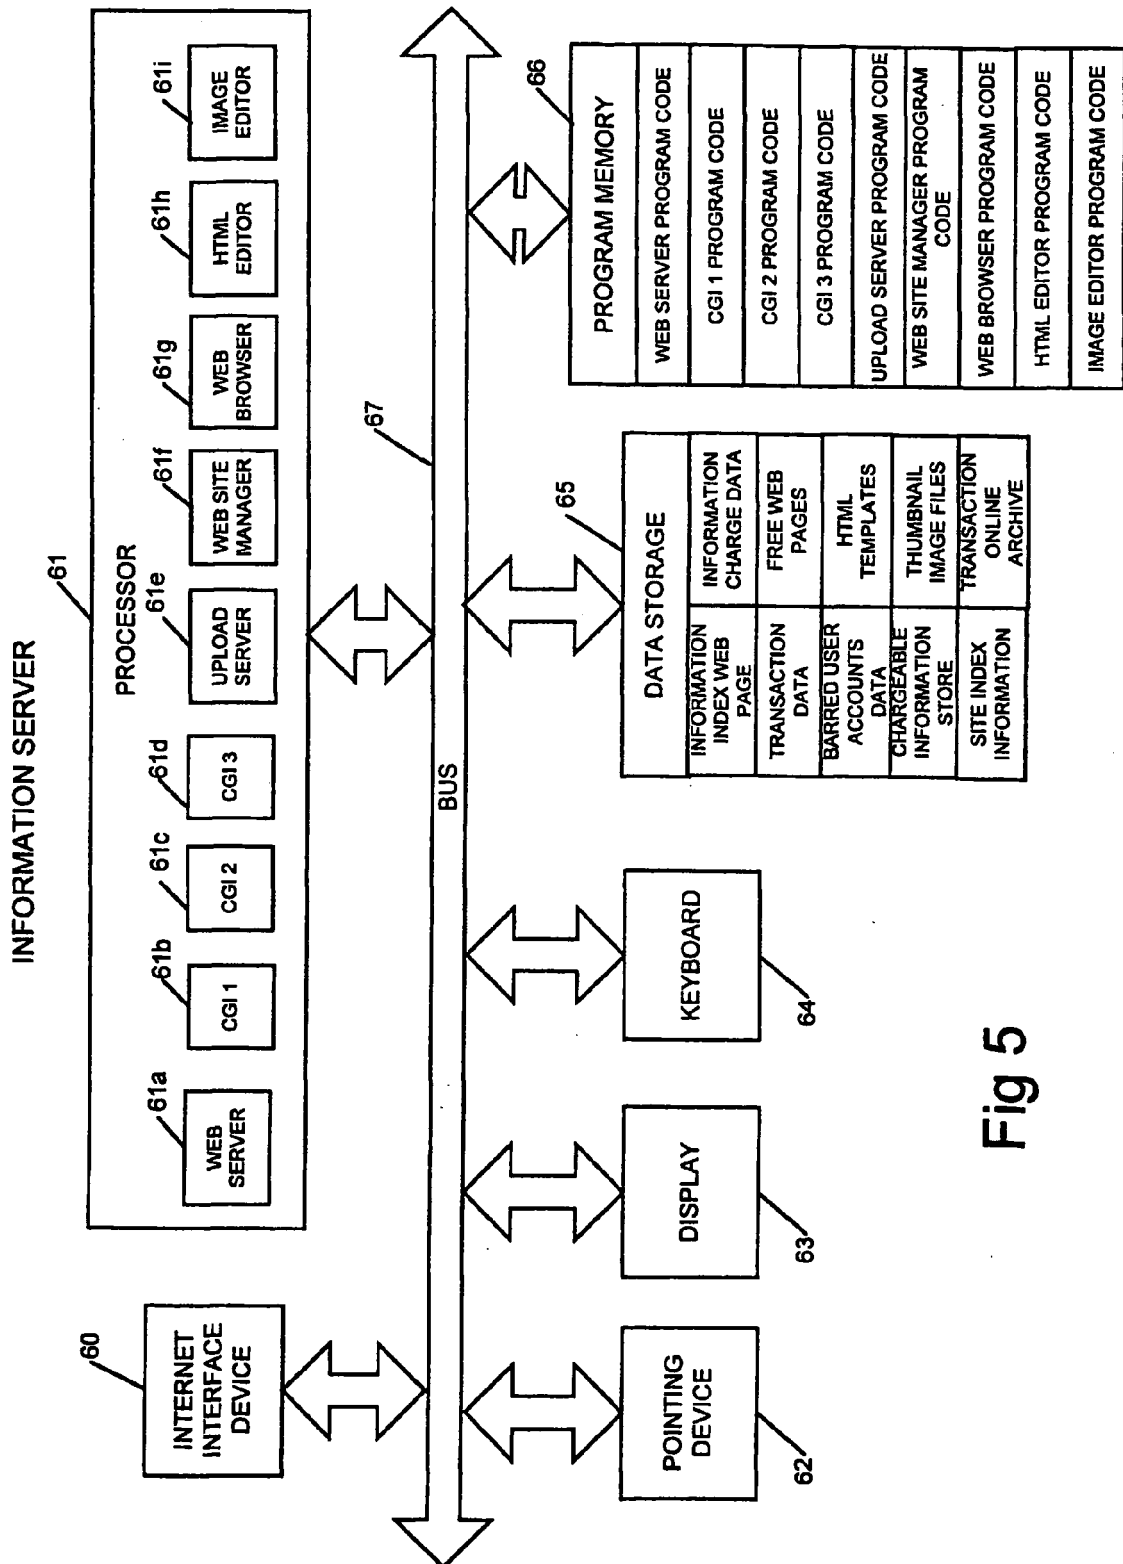 INFORMATION SERVER
61
PROCESSOR
61a
WEB
SERVER
61b
CGI 1
61c
CGI 2
61d
CGI 3
61e
UPLOAD
SERVER
61f
WEB SITE
MANAGER
61g
WEB
BROWSER
61h
HTML
EDITOR
61i
IMAGE
EDITOR
60
INTERNET
INTERFACE
DEVICE
BUS
67
POINTING
DEVICE
62
DISPLAY
63
KEYBOARD
64
65
DATA STORAGE
INFORMATION
INDEX WEB
PAGE
INFORMATION
CHARGE DATA
TRANSACTION
DATA
FREE WEB
PAGES
BARRED USER
ACCOUNTS
DATA
HTML
TEMPLATES
CHARGEABLE
INFORMATION
STORE
THUMBNAIL
IMAGE FILES
SITE INDEX
INFORMATION
TRANSACTION
ONLINE
ARCHIVE
66
PROGRAM MEMORY
WEB SERVER PROGRAM CODE
CGI 1 PROGRAM CODE
CGI 2 PROGRAM CODE
CGI 3 PROGRAM CODE
UPLOAD SERVER PROGRAM CODE
WEB SITE MANAGER PROGRAM
CODE
WEB BROWSER PROGRAM CODE
HTML EDITOR PROGRAM CODE
IMAGE EDITOR PROGRAM CODE
Fig 5